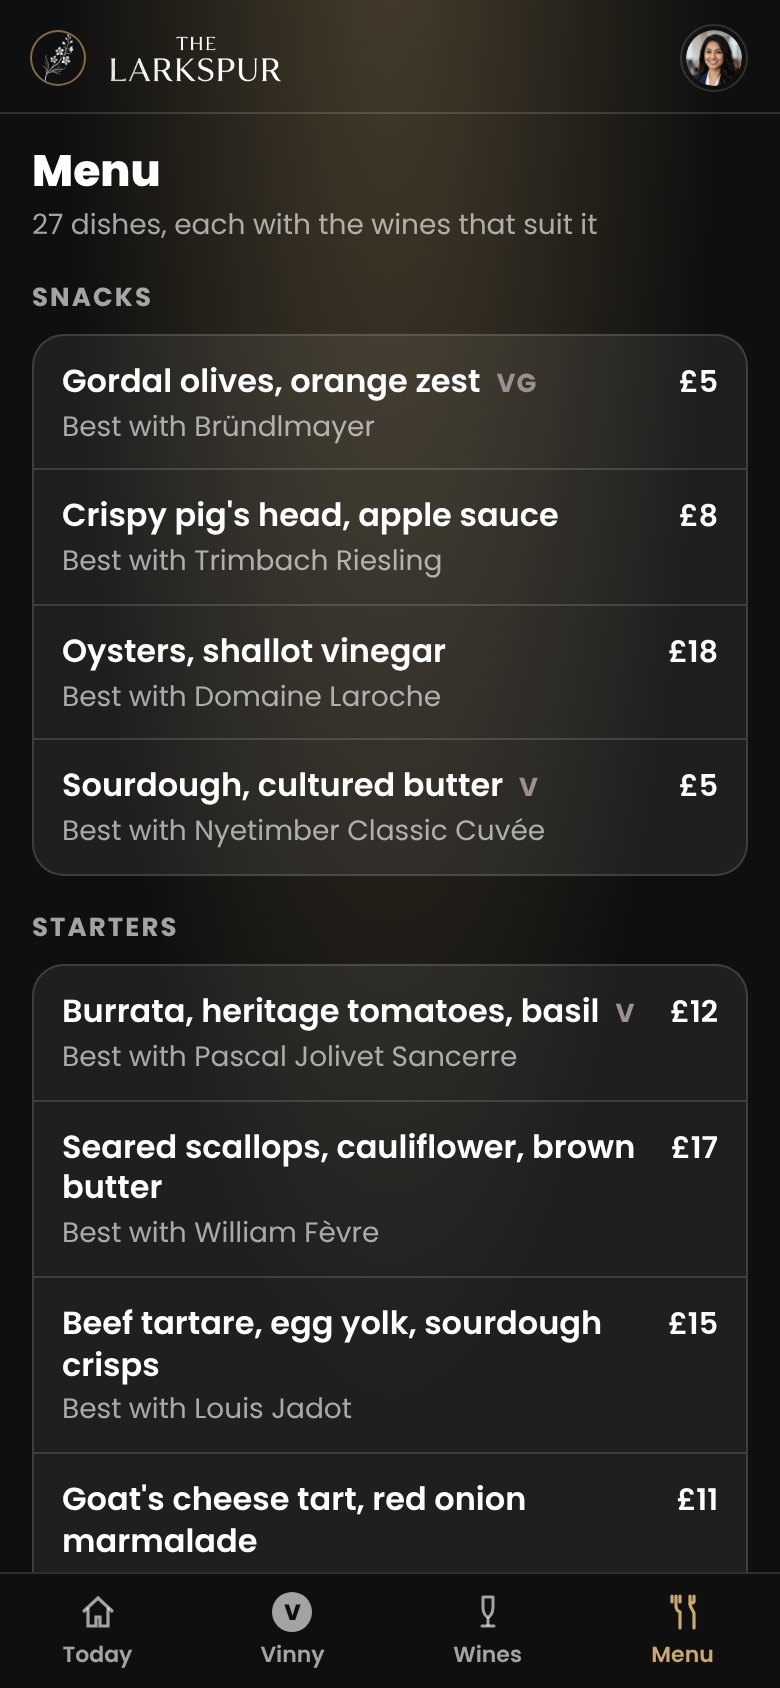 THE
LARKSPUR
Menu
27 dishes, each with the wines that suit it
SNACKS
Gordal olives, orange zest VG £5
Best with Bründlmayer
Crispy pig's head, apple sauce £8
Best with Trimbach Riesling
Oysters, shallot vinegar £18
Best with Domaine Laroche
Sourdough, cultured butter V £5
Best with Nyetimber Classic Cuvée
STARTERS
Burrata, heritage tomatoes, basil V £12
Best with Pascal Jolivet Sancerre
Seared scallops, cauliflower, brown £17
butter
Best with William Fèvre
Beef tartare, egg yolk, sourdough £15
crisps
Best with Louis Jadot
Goat's cheese tart, red onion £11
marmalade
V
Today Vinny Wines Menu